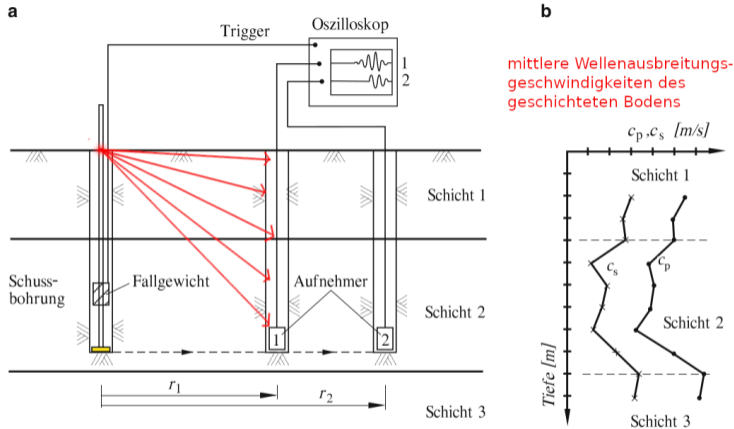 a
Trigger
Oszilloskop
1
2
Schicht 1
Schuss-
bohrung
Fallgewicht
Aufnehmer
Schicht 2
1
2
r1
r2
Schicht 3
b
mittlere Wellenausbreitungs-
geschwindigkeiten des
geschichteten Bodens
cp,cs [m/s]
Schicht 1
cs
cp
Schicht 2
Tiefe [m]
Schicht 3